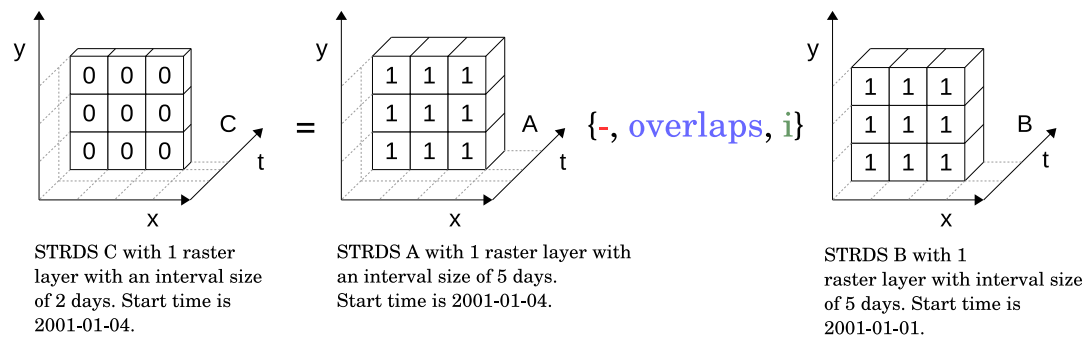 y
0 0 0
0 0 0
0 0 0
C
t
x
=
y
1 1 1
1 1 1
1 1 1
A
t
x
{-, overlaps, i}
y
1 1 1
1 1 1
1 1 1
B
t
x
STRDS C with 1 raster
layer with an interval size
of 2 days. Start time is
2001-01-04.
STRDS A with 1 raster layer with
an interval size of 5 days.
Start time is 2001-01-04.
STRDS B with 1
raster layer with interval size
of 5 days. Start time is
2001-01-01.